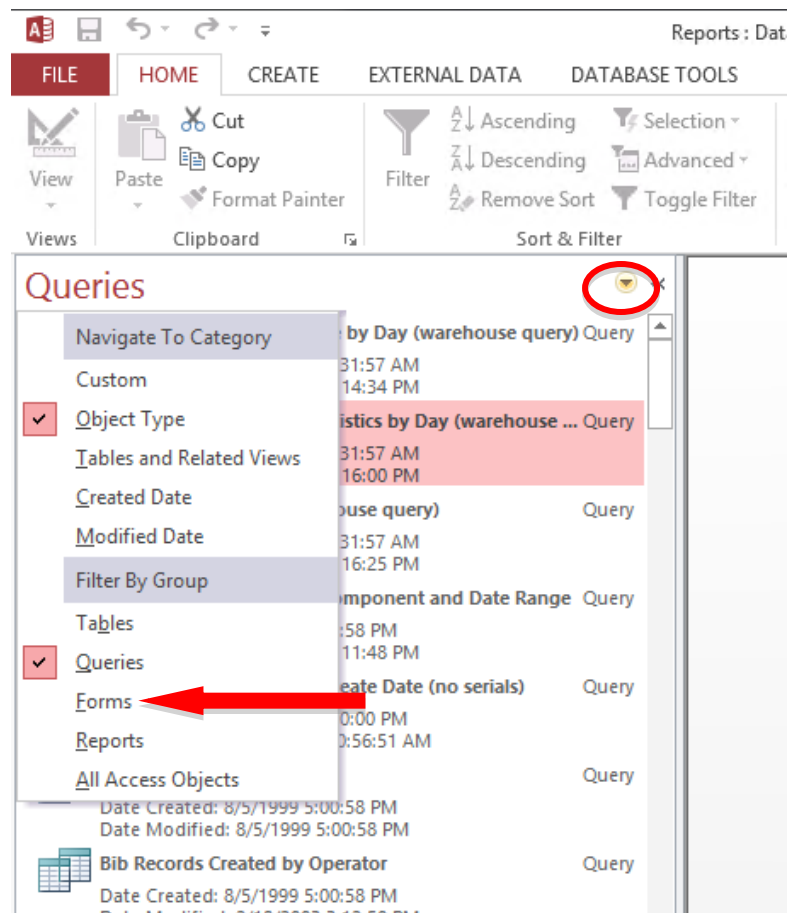 Reports : Dat
FILE HOME CREATE EXTERNAL DATA DATABASE TOOLS
View
Paste
Cut
Copy
Format Painter
Filter
Ascending
Descending
Remove Sort
Selection
Advanced
Toggle Filter
Views Clipboard Sort & Filter
Queries
Navigate To Category
Custom
Object Type
Tables and Related Views
Created Date
Modified Date
Filter By Group
Tables
Queries
Forms
Reports
All Access Objects
by Day (warehouse query) Query
31:57 AM
14:34 PM
istics by Day (warehouse ... Query
31:57 AM
16:00 PM
ouse query) Query
31:57 AM
16:25 PM
mponent and Date Range Query
:58 PM
11:48 PM
eate Date (no serials) Query
0:00 PM
0:56:51 AM
Query
Date Created: 8/5/1999 5:00:58 PM
Date Modified: 8/5/1999 5:00:58 PM
Bib Records Created by Operator Query
Date Created: 8/5/1999 5:00:58 PM